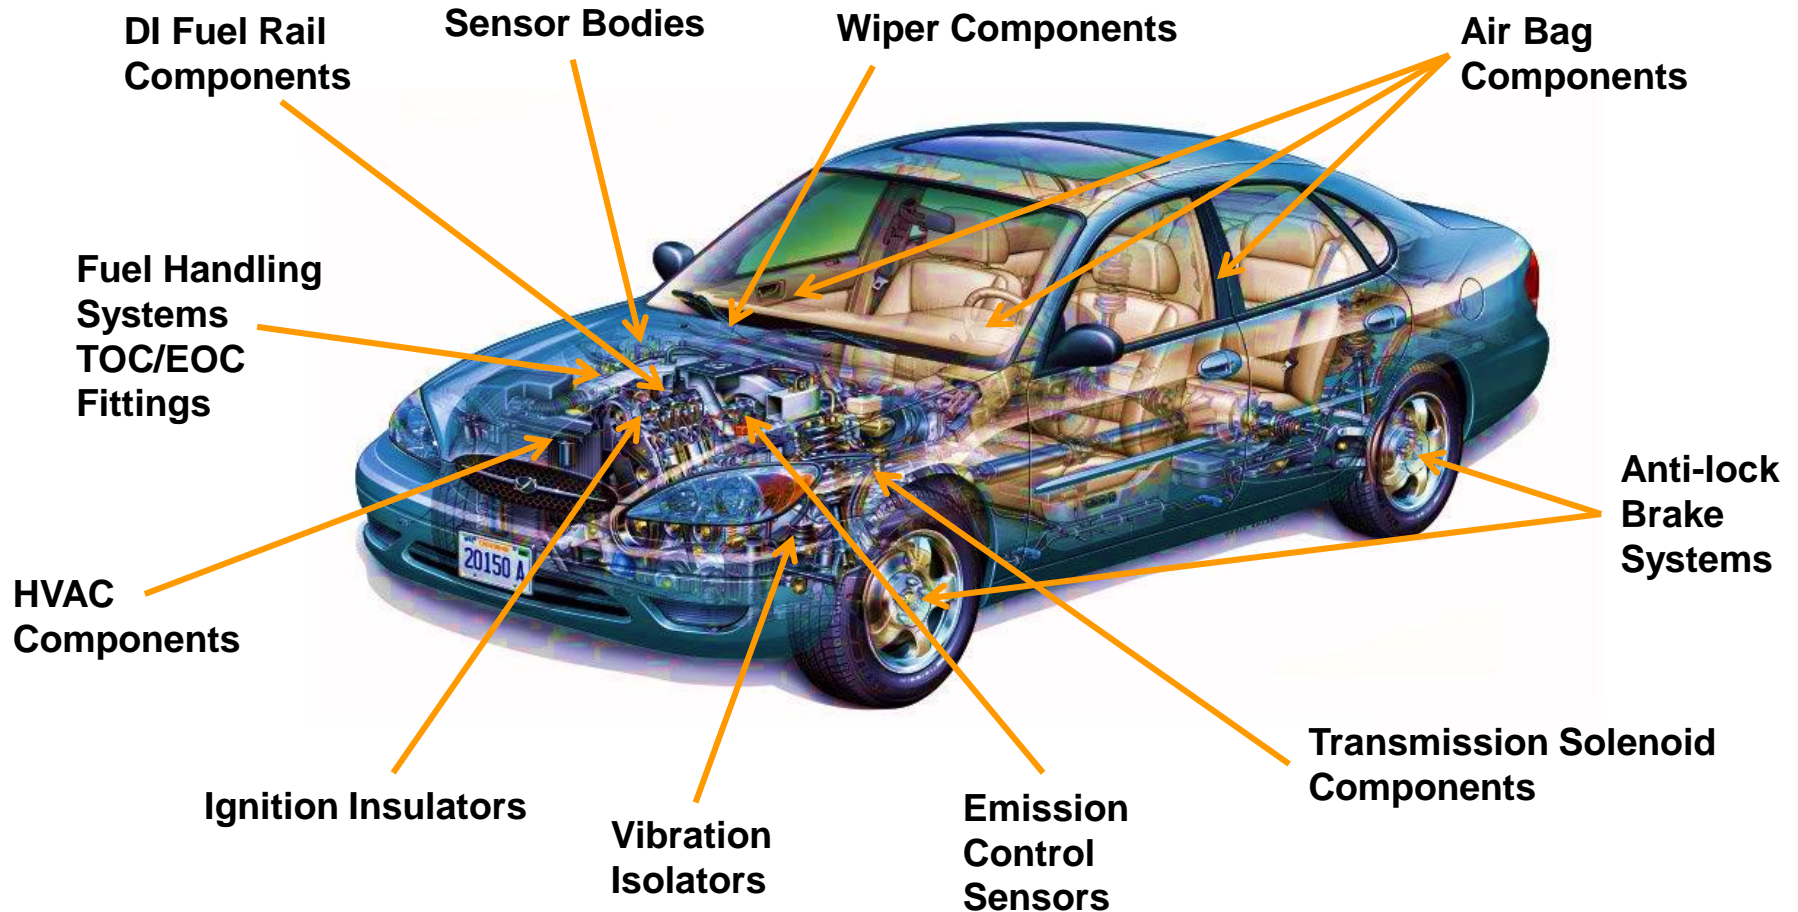 DI Fuel Rail
Components
Sensor Bodies
Wiper Components
Air Bag
Components
Fuel Handling
Systems
TOC/EOC
Fittings
Anti-lock
Brake
Systems
HVAC
Components
20150 A
Ignition Insulators
Vibration
Isolators
Emission
Control
Sensors
Transmission Solenoid
Components